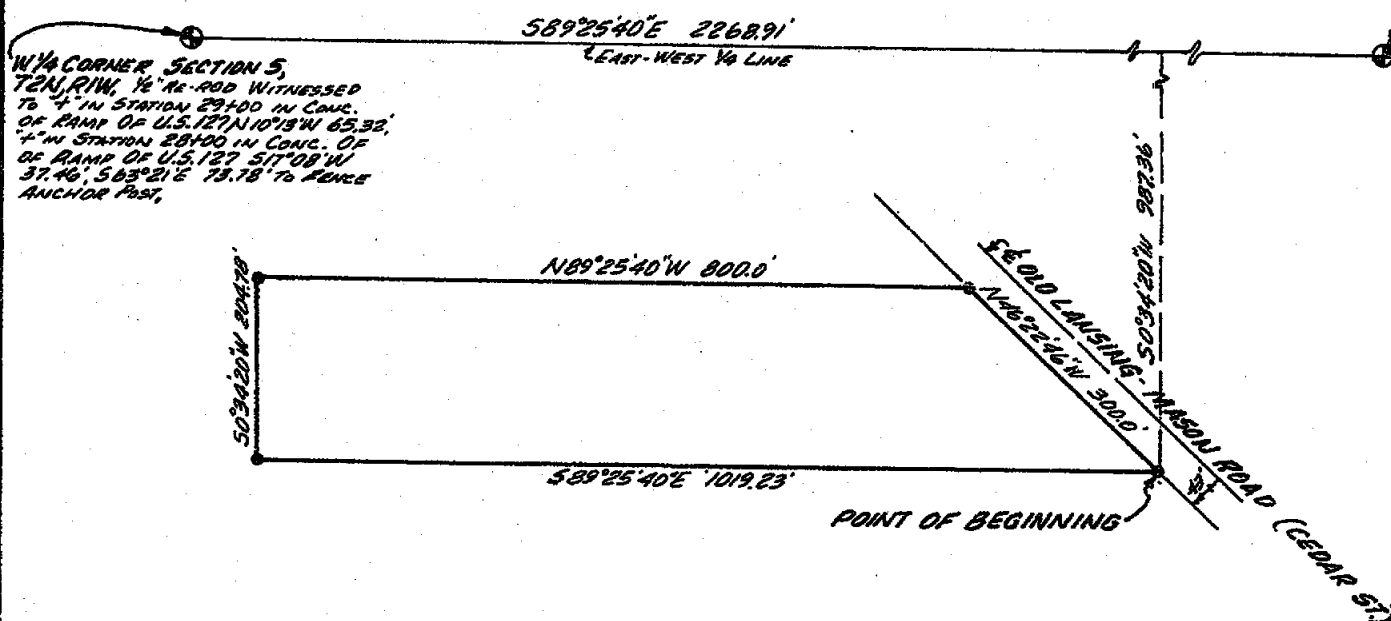 S89°25'40"E 2268.91'
EAST-WEST 1/4 LINE
W 1/4 CORNER SECTION 5,
T2N, R1W, 1/2" RE-ROD WITNESSED
TO "+" IN STATION 29+00 IN CONC.
OF RAMP OF U.S. 127 N10°13'W 65.32',
"+" IN STATION 28+00 IN CONC. OF
OF RAMP OF U.S. 127 S17°08'W
37.46', S63°21'E 73.78' TO FENCE
ANCHOR POST,
S0°34'20"W 987.36'
N89°25'40"W 800.0'
℄ OLD LANSING-MASON ROAD (CEDAR ST.)
N46°22'46"W 300.0'
S0°34'20"W 204.78'
S89°25'40"E 1019.23'
POINT OF BEGINNING